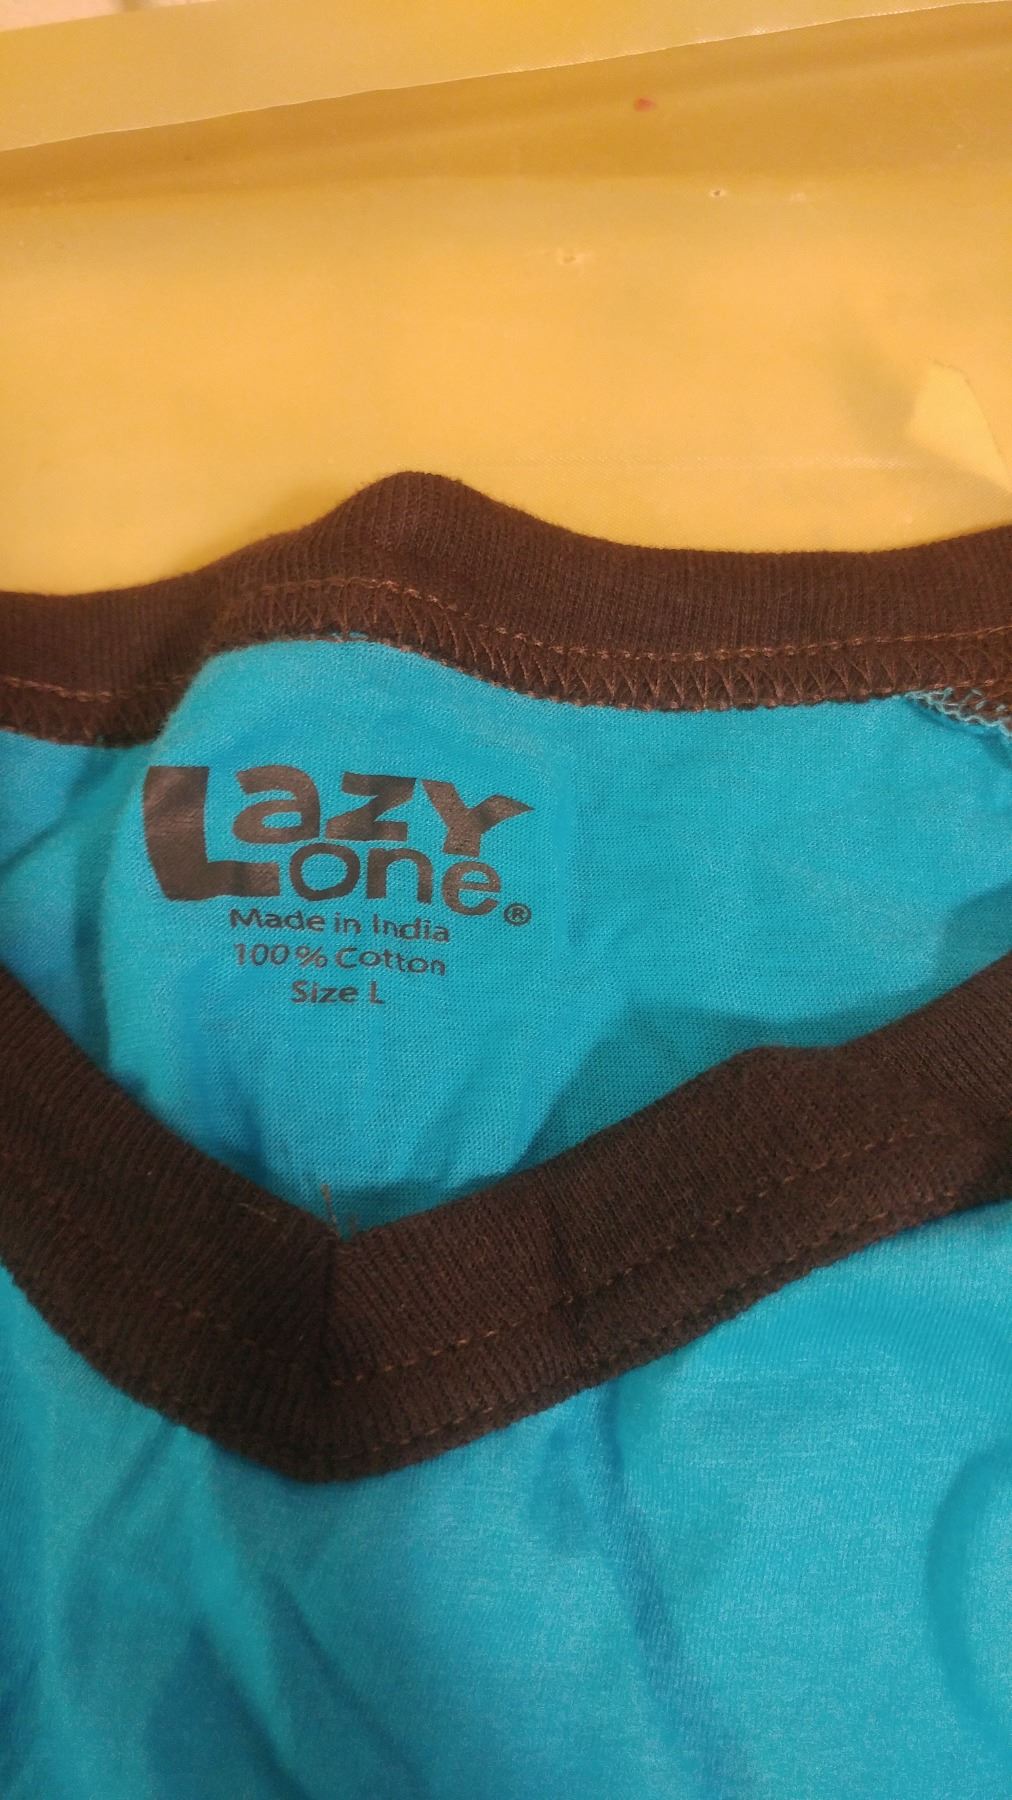 Lazy
one®
Made in India
100% Cotton
Size L